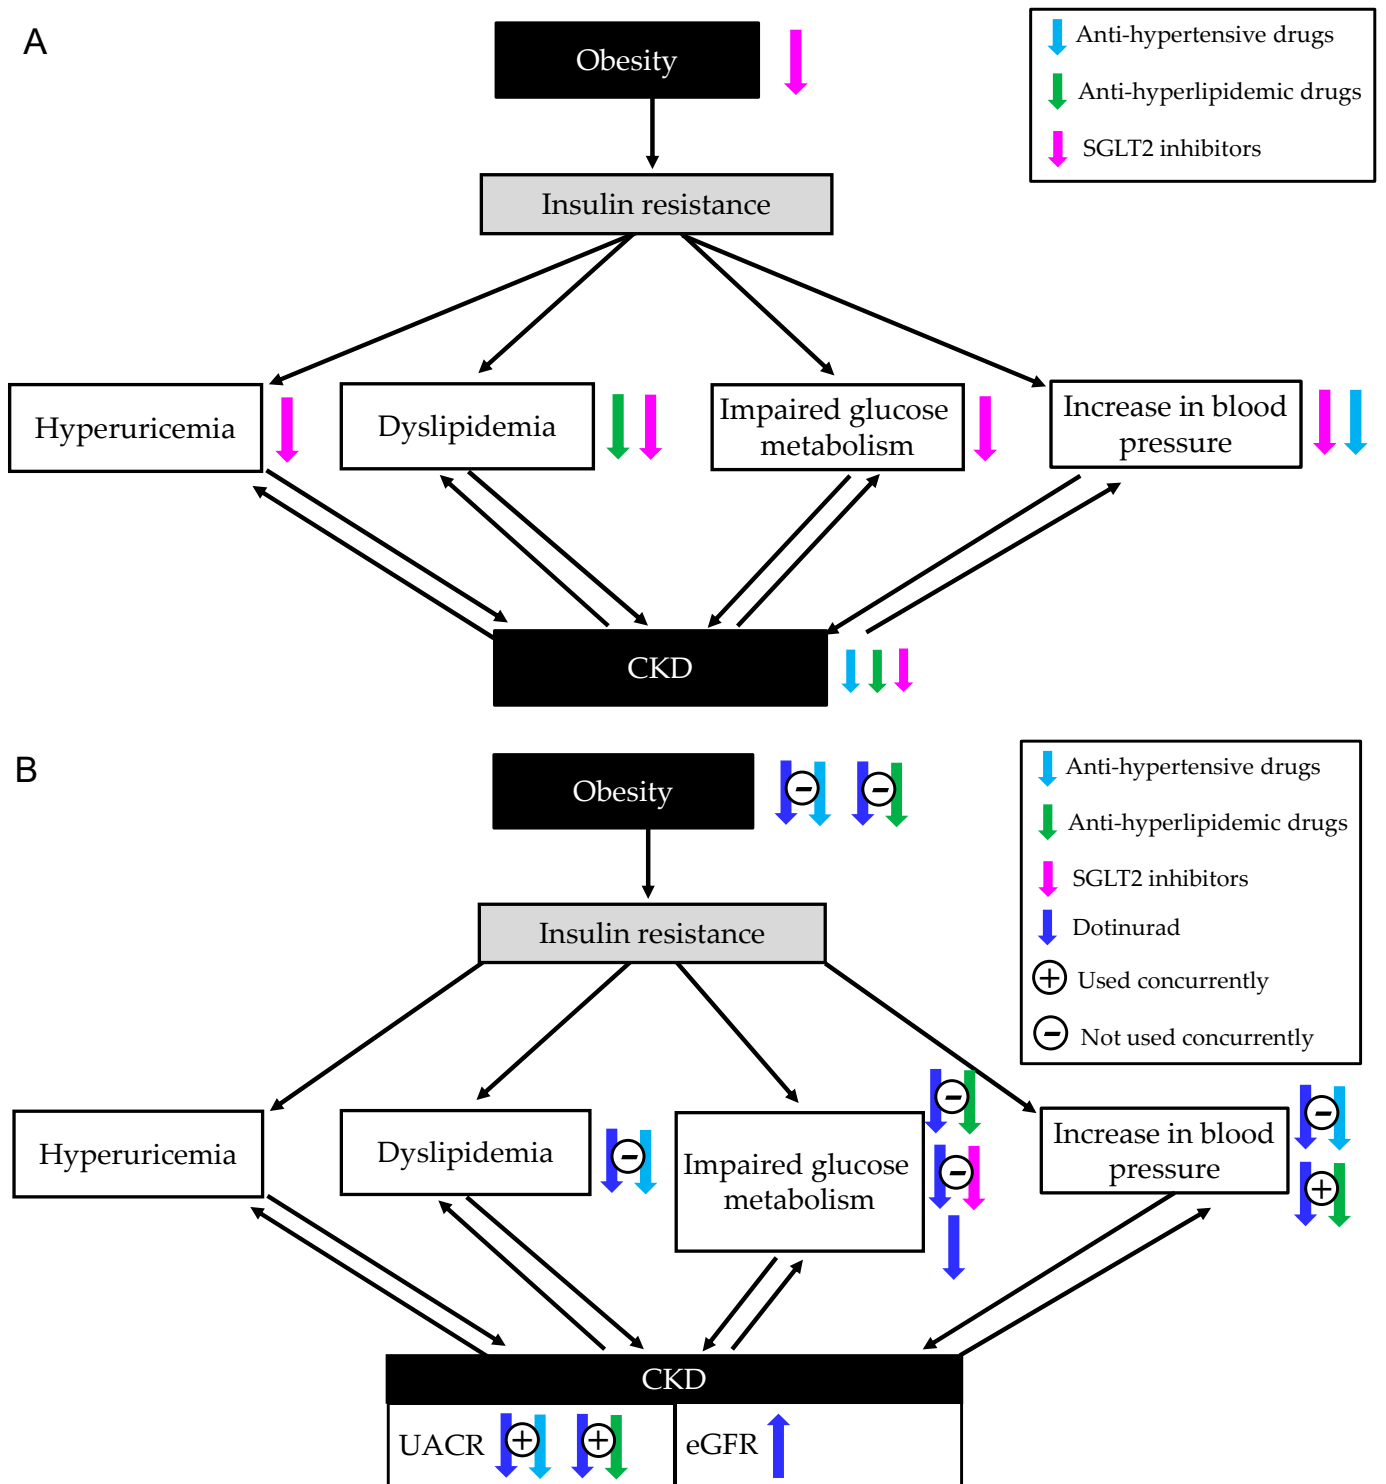 A
Obesity
Anti-hypertensive drugs
Anti-hyperlipidemic drugs
SGLT2 inhibitors
Insulin resistance
Hyperuricemia
Dyslipidemia
Impaired glucose
metabolism
Increase in blood
pressure
CKD
B
Obesity
Anti-hypertensive drugs
Anti-hyperlipidemic drugs
SGLT2 inhibitors
Dotinurad
+ Used concurrently
- Not used concurrently
- -
Insulin resistance
Hyperuricemia
Dyslipidemia
-
Impaired glucose
metabolism
-
-
Increase in blood
pressure
-
+
CKD
UACR + +
eGFR